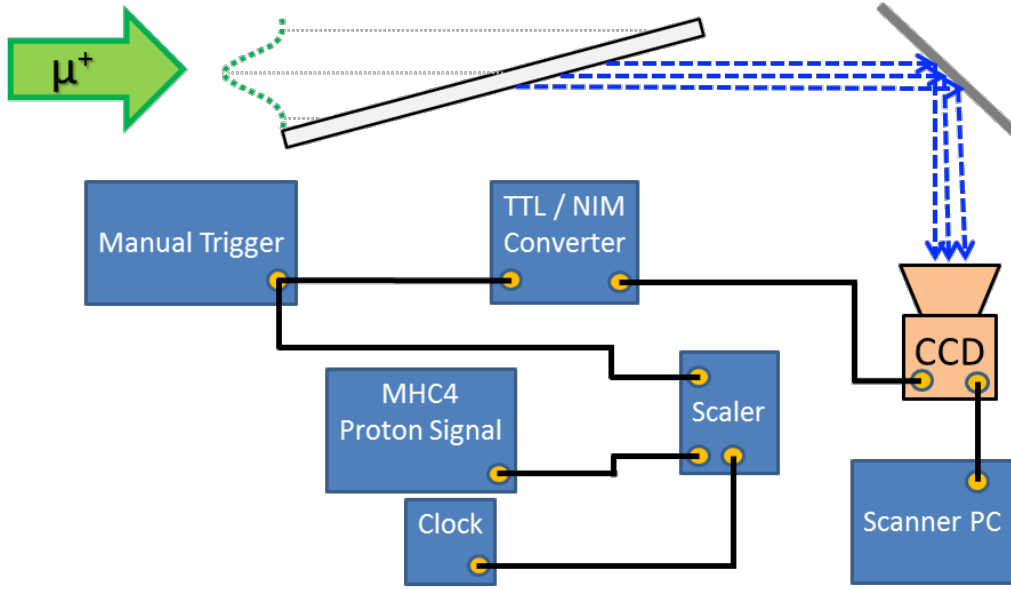 μ⁺
Manual Trigger
TTL / NIM
Converter
CCD
MHC4
Proton Signal
Scaler
Clock
Scanner PC